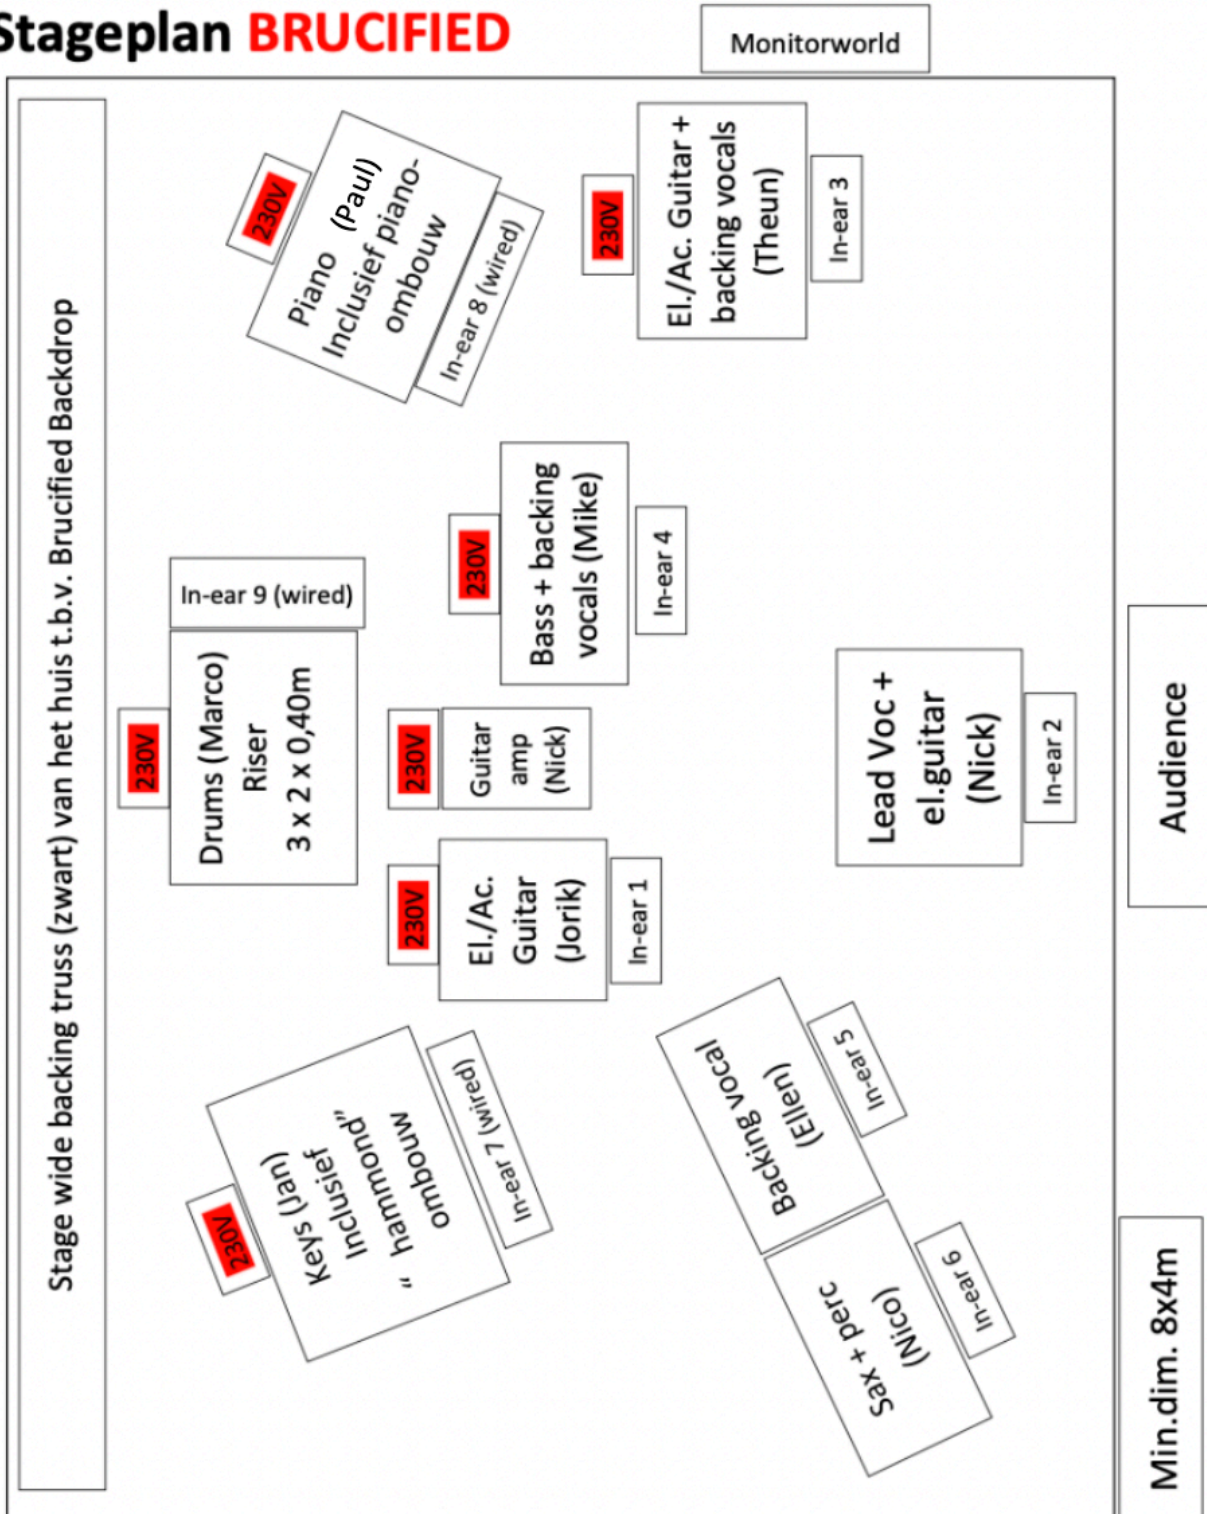 Stageplan BRUCIFIED
Monitorworld
Stage wide backing truss (zwart) van het huis t.b.v. Brucified Backdrop
230V
Piano (Paul)
Inclusief piano-
ombouw
In-ear 8 (wired)
230V
El./Ac. Guitar +
backing vocals
(Theun)
In-ear 3
230V
Bass + backing
vocals (Mike)
In-ear 4
In-ear 9 (wired)
230V
Drums (Marco)
Riser
3 x 2 x 0,40m
230V
Guitar
amp
(Nick)
Lead Voc +
el.guitar
(Nick)
In-ear 2
230V
El./Ac.
Guitar
(Jorik)
In-ear 1
230V
Keys (Jan)
Inclusief
“ hammond”
ombouw
In-ear 7 (wired)
Backing vocal
(Ellen)
In-ear 5
Sax + perc
(Nico)
In-ear 6
Audience
Min.dim. 8x4m